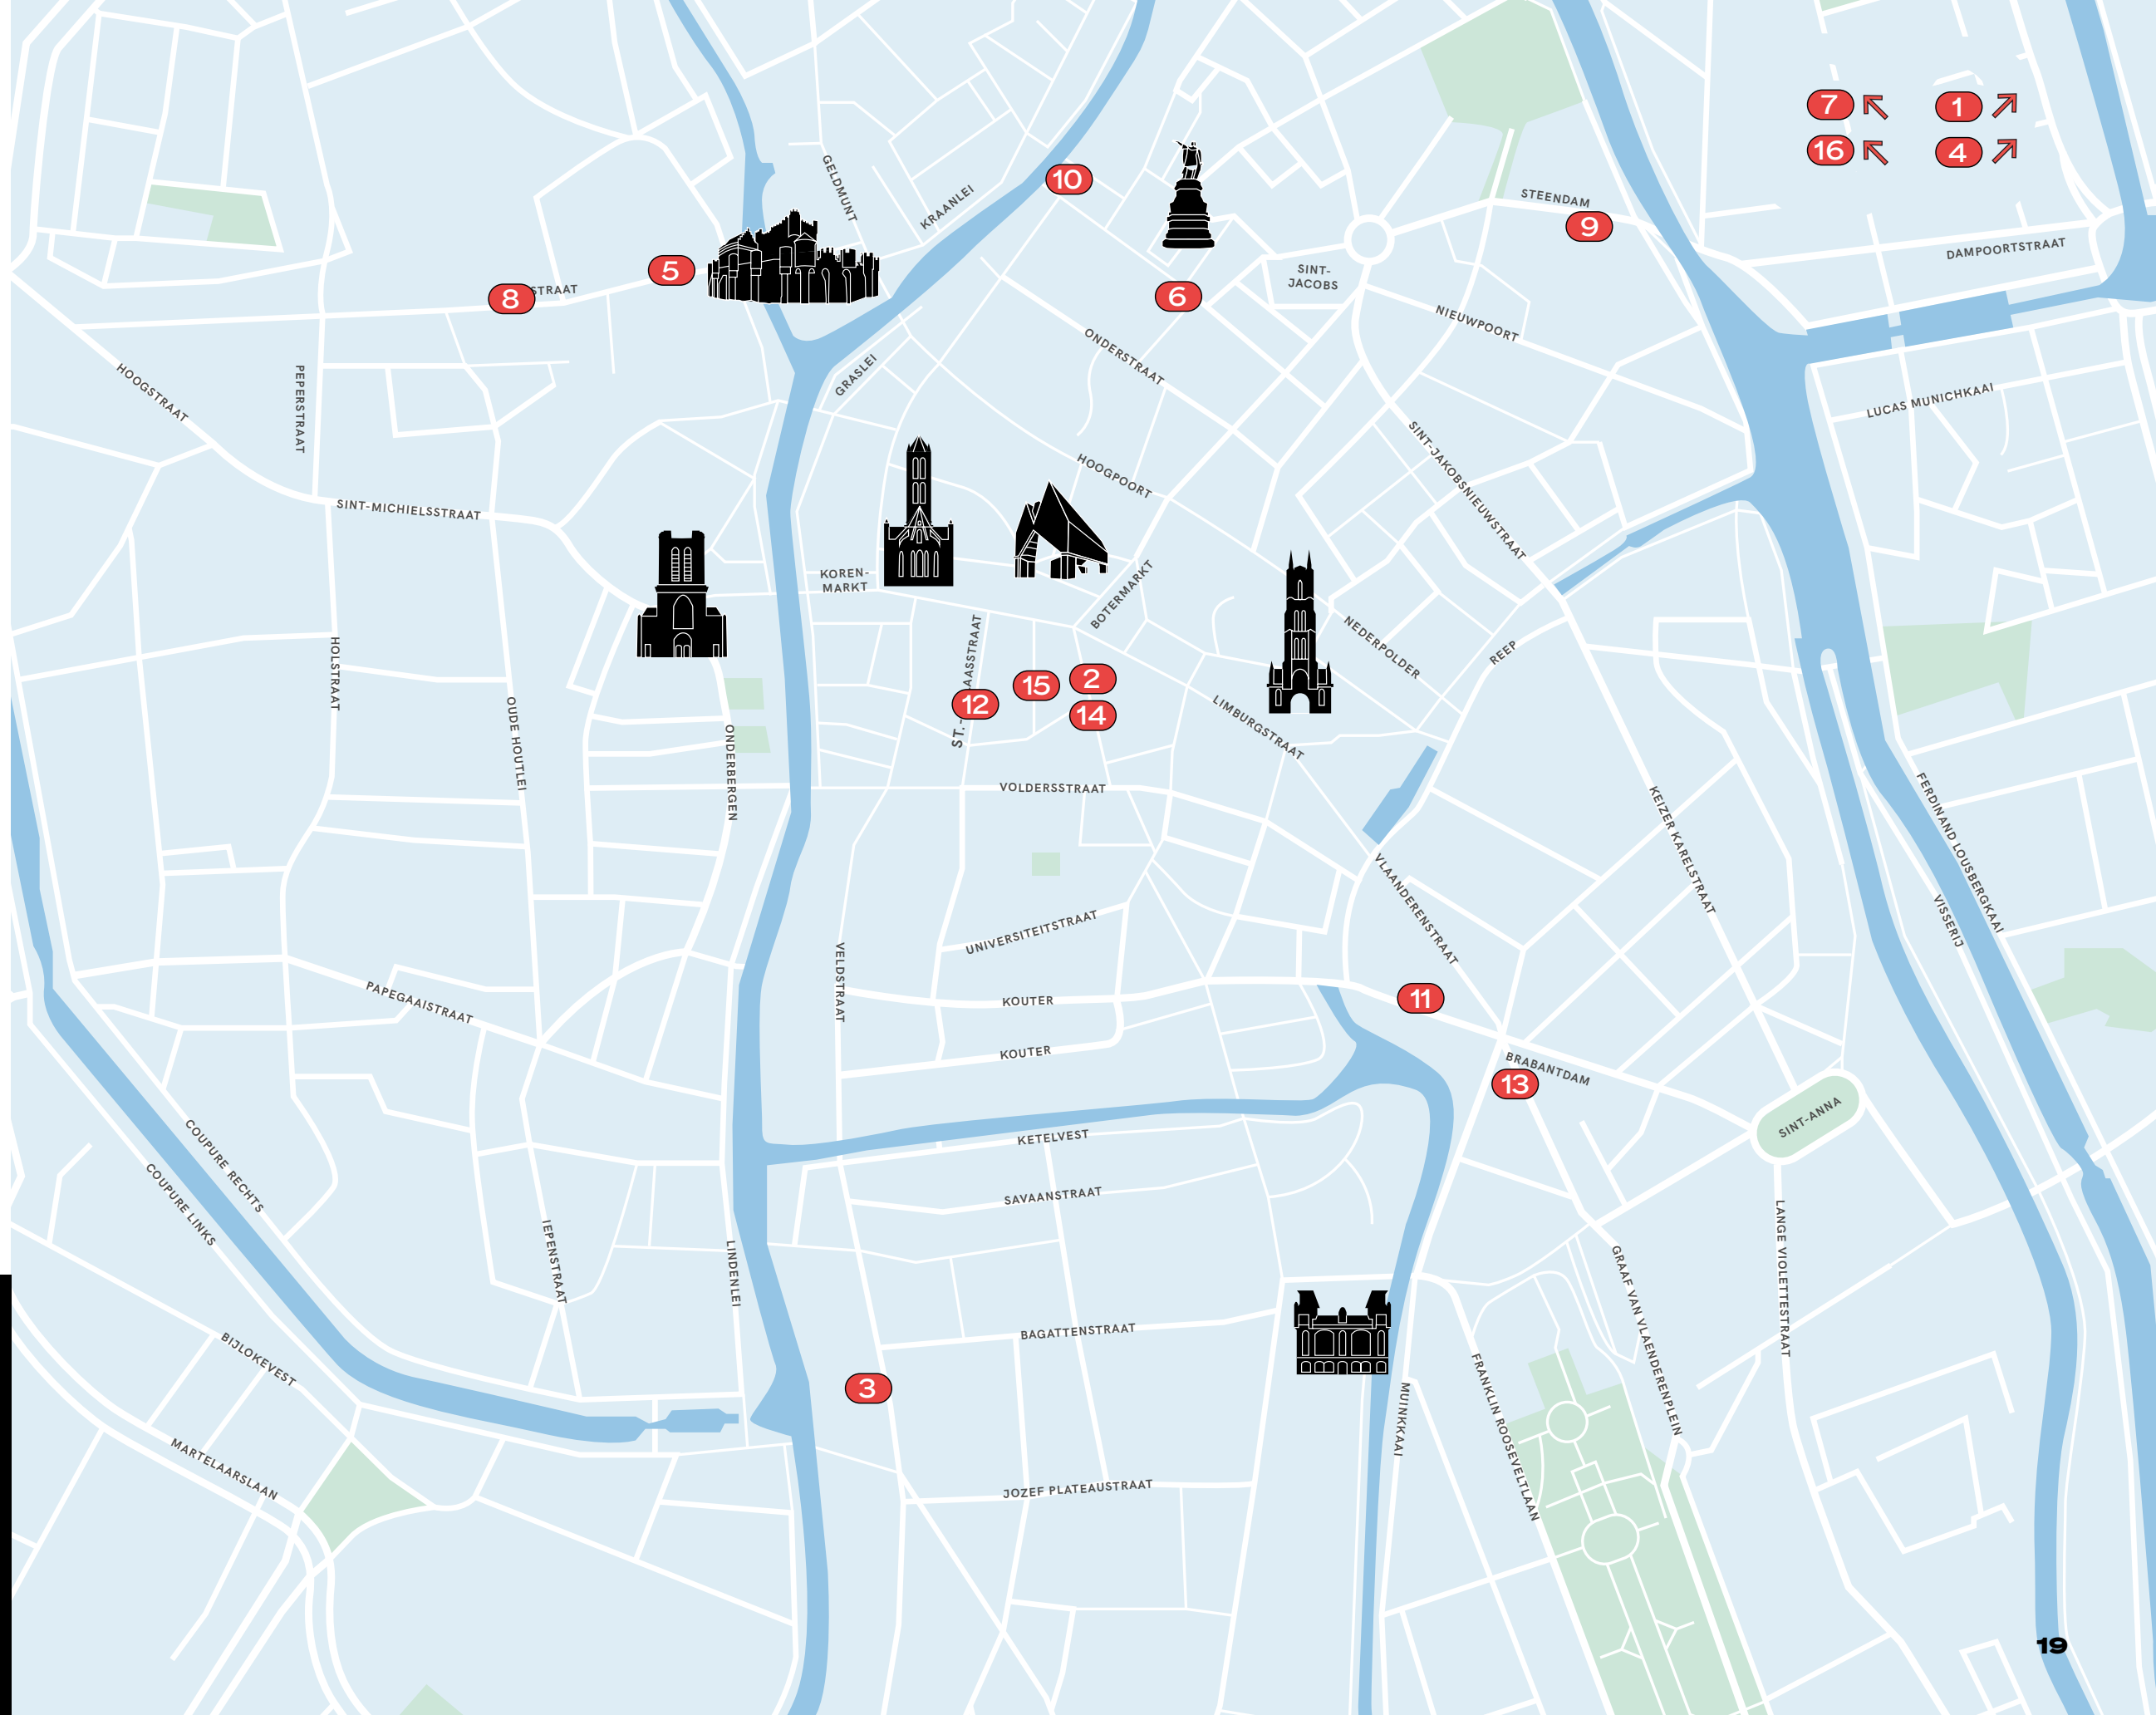 7
1
16
4
10
GELDMUNT
KRAANLEI
STEENDAM
9
DAMPOORTSTRAAT
5
8
STRAAT
6
SINT-
JACOBS
NIEUWPOORT
ONDERSTRAAT
GRASLEI
HOOGSTRAAT
PEPERSTRAAT
LUCAS MUNICHKAAI
SINT-JAKOBSNIEUWSTRAAT
HOOGPOORT
SINT-MICHIELSSTRAAT
KOREN-
MARKT
BOTERMARKT
NEDERPOLDER
REEP
HOLSTRAAT
ST.-
AASSTRAAT
12
15
2
14
LIMBURGSTRAAT
OUDE HOUTLEI
ONDERBERGEN
VOLDERSSTRAAT
KEIZER KARELSTRAAT
FERDINAND LOUSBERGKAAI
VISSERIJ
VLAANDERENSTRAAT
UNIVERSITEITSTRAAT
VELDSTRAAT
PAPEGAAISTRAAT
KOUTER
11
KOUTER
BRABANTDAM
13
SINT-ANNA
COUPURE RECHTS
COUPURE LINKS
KETELVEST
SAVAANSTRAAT
IEPENSTRAAT
LINDENLEI
LANGE VIOLETTESTRAAT
GRAAF VAN VLAENDERENPLEIN
BAGATTENSTRAAT
BIJLOKEVEST
3
MUINKKAAI
FRANKLIN ROOSEVELTLAAN
MARTELAARSLAAN
JOZEF PLATEAUSTRAAT
19